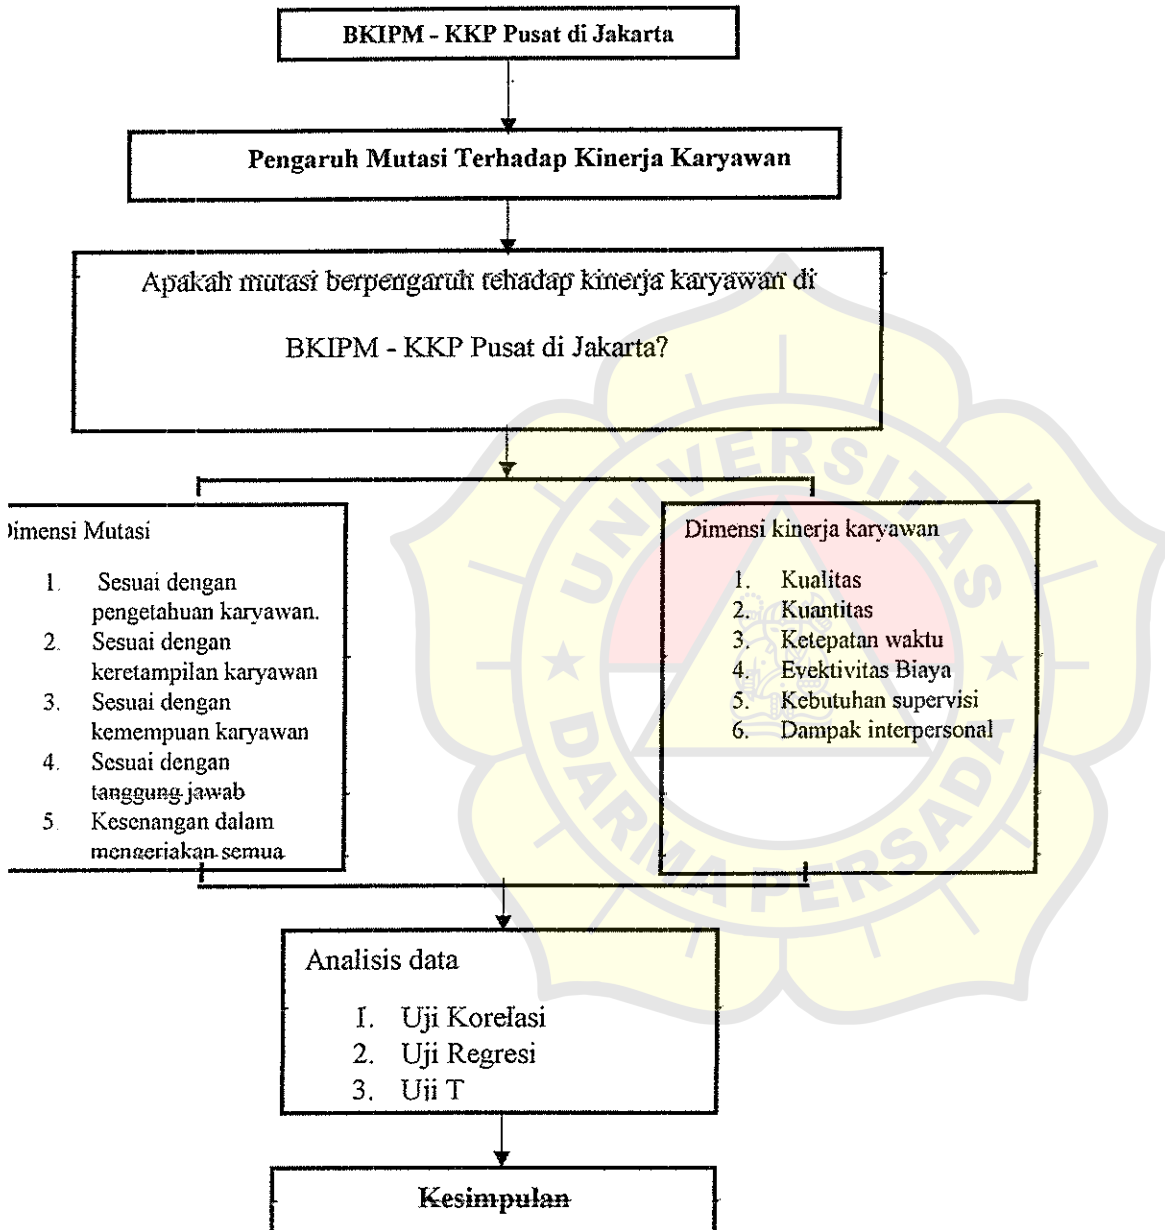 BKIPM - KKP Pusat di Jakarta
Pengaruh Mutasi Terhadap Kinerja Karyawan
Apakah mutasi berpengaruh tehadap kinerja karyawan di
BKIPM - KKP Pusat di Jakarta?
Dimensi Mutasi
1. Sesuai dengan
pengetahuan karyawan.
2. Sesuai dengan
keretampilan karyawan
3. Sesuai dengan
kemempuan karyawan
4. Sesuai dengan
tanggung jawab
5. Kesenangan dalam
mengerjakan semua
Dimensi kinerja karyawan
1. Kualitas
2. Kuantitas
3. Ketepatan waktu
4. Evektivitas Biaya
5. Kebutuhan supervisi
6. Dampak interpersonal
UNIVERSITAS
DARMA PERSADA
Analisis data
1. Uji Korelasi
2. Uji Regresi
3. Uji T
Kesimpulan